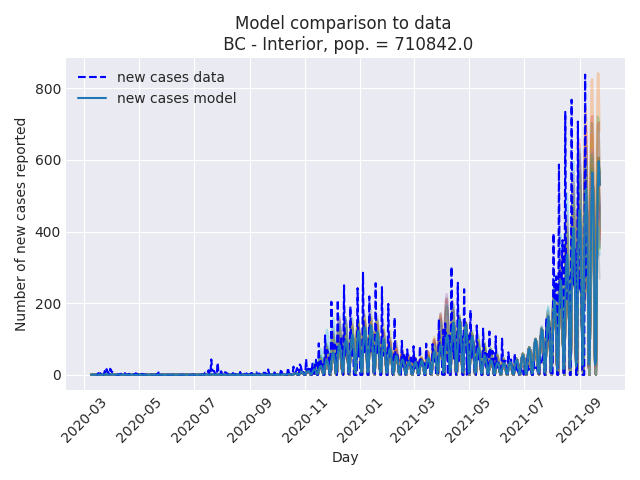 Model comparison to data
BC - Interior, pop. = 710842.0
new cases data
new cases model
Number of new cases reported
800
600
400
200
0
2020-03
2020-05
2020-07
2020-09
2020-11
2021-01
2021-03
2021-05
2021-07
2021-09
Day